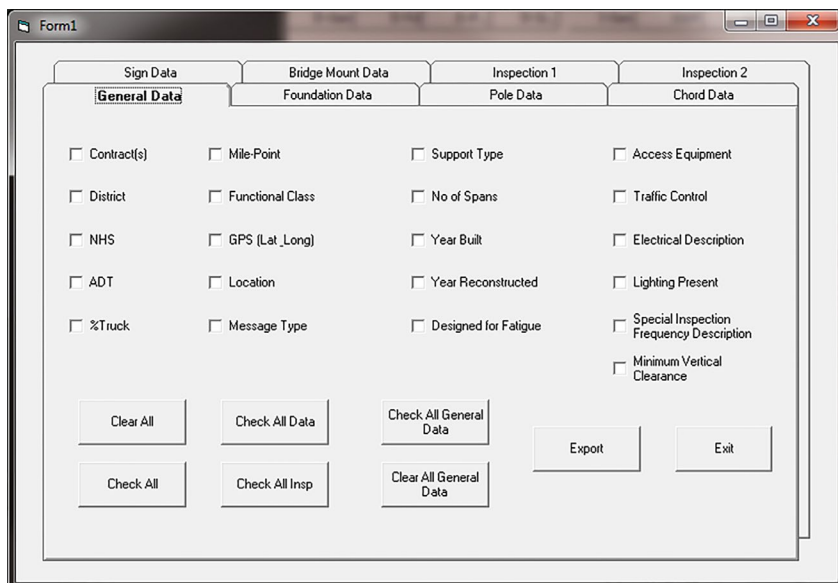 Form1
Sign Data
Bridge Mount Data
Inspection 1
Inspection 2
General Data
Foundation Data
Pole Data
Chord Data
Contract(s)
Mile-Point
Support Type
Access Equipment
District
Functional Class
No of Spans
Traffic Control
NHS
GPS (Lat_Long)
Year Built
Electrical Description
ADT
Location
Year Reconstructed
Lighting Present
%Truck
Message Type
Designed for Fatigue
Special Inspection
Frequency Description
Minimum Vertical
Clearance
Clear All
Check All Data
Check All General
Data
Export
Exit
Check All
Check All Insp
Clear All General
Data